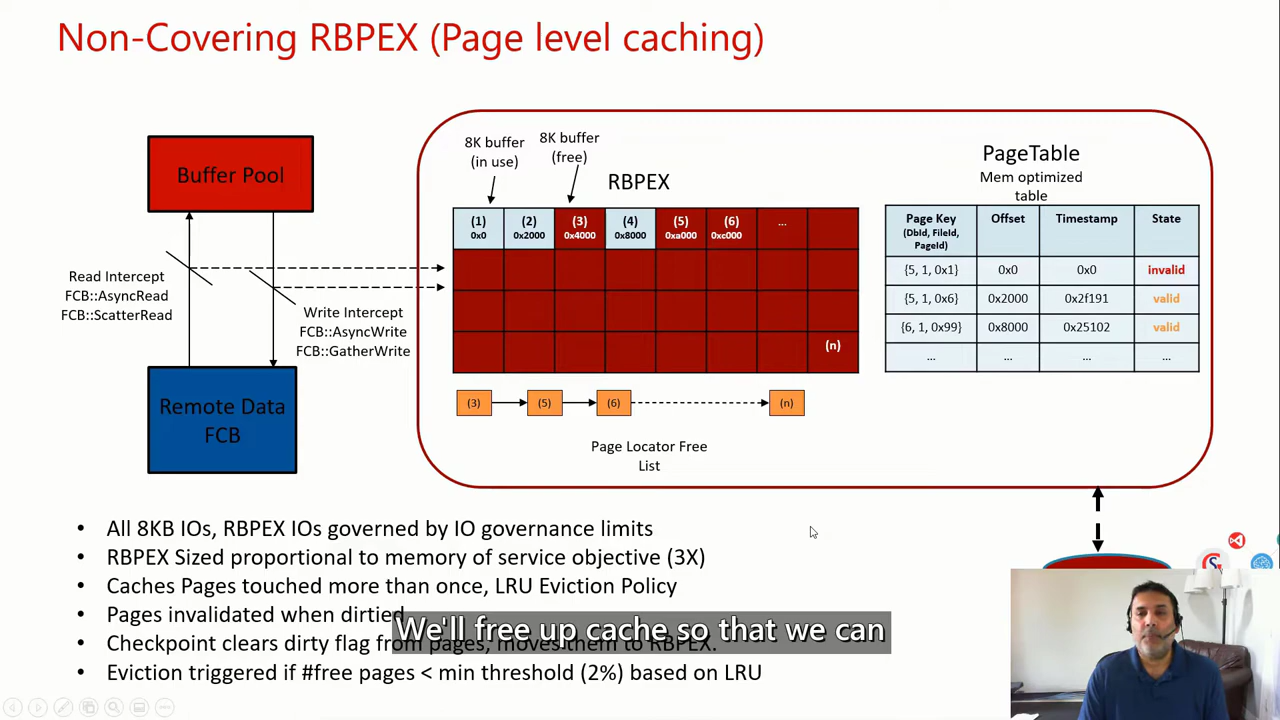 Non-Covering RBPEX (Page level caching)
Buffer Pool
Read Intercept
FCB::AsyncRead
FCB::ScatterRead
Write Intercept
FCB::AsyncWrite
FCB::GatherWrite
Remote Data
FCB
8K buffer
(in use)
8K buffer
(free)
RBPEX
(1) (2) (3) (4) (5) (6) ...
0x0 0x2000 0x4000 0x8000 0xa000 0xc000
(n)
(3) (5) (6) (n)
Page Locator Free
List
PageTable
Mem optimized
table
Page Key Offset Timestamp State
(DbId, FileId,
PageId)
{5, 1, 0x1} 0x0 0x0 invalid
{5, 1, 0x6} 0x2000 0x2f191 valid
{6, 1, 0x99} 0x8000 0x25102 valid
... ... ... ...
• All 8KB IOs, RBPEX IOs governed by IO governance limits
• RBPEX Sized proportional to memory of service objective (3X)
• Caches Pages touched more than once, LRU Eviction Policy
• Pages invalidated when dirtied
• Checkpoint clears dirty flag from pages, moves them to RBPEX.
• Eviction triggered if #free pages < min threshold (2%) based on LRU
We'll free up cache so that we can